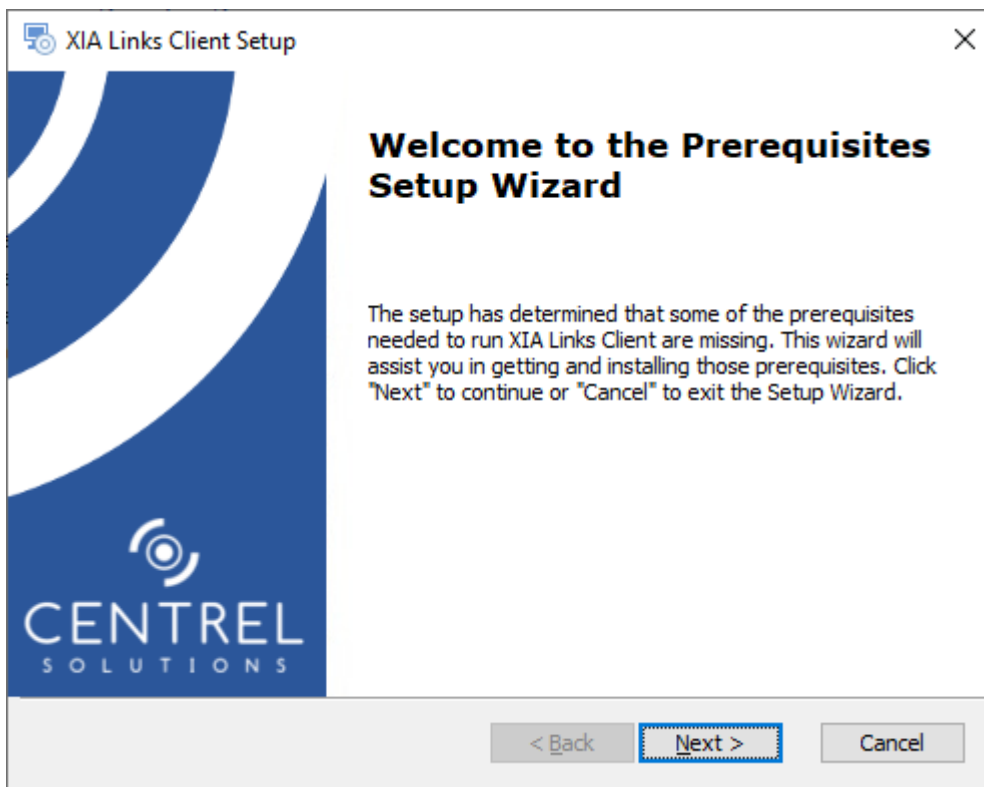 XIA Links Client Setup
Welcome to the Prerequisites
Setup Wizard
The setup has determined that some of the prerequisites
needed to run XIA Links Client are missing. This wizard will
assist you in getting and installing those prerequisites. Click
"Next" to continue or "Cancel" to exit the Setup Wizard.
CENTREL
SOLUTIONS
< Back
Next >
Cancel